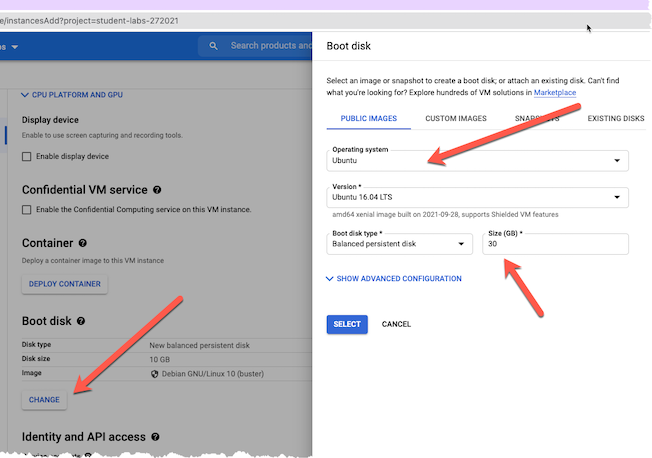 e/instancesAdd?project=student-labs-272021
bs
Search products and
CPU PLATFORM AND GPU
Display device
Enable to use screen capturing and recording tools.
Enable display device
Confidential VM service
Enable the Confidential Computing service on this VM instance.
Container
Deploy a container image to this VM instance
DEPLOY CONTAINER
Boot disk
Disk type New balanced persistent disk
Disk size 10 GB
Image Debian GNU/Linux 10 (buster)
CHANGE
Identity and API access
Boot disk
Select an image or snapshot to create a boot disk; or attach an existing disk. Can't find
what you're looking for? Explore hundreds of VM solutions in Marketplace
PUBLIC IMAGES CUSTOM IMAGES SNAPSHOTS EXISTING DISKS
Operating system
Ubuntu
Version *
Ubuntu 16.04 LTS
amd64 xenial image built on 2021-09-28, supports Shielded VM features
Boot disk type * Size (GB) *
Balanced persistent disk 30
SHOW ADVANCED CONFIGURATION
SELECT CANCEL